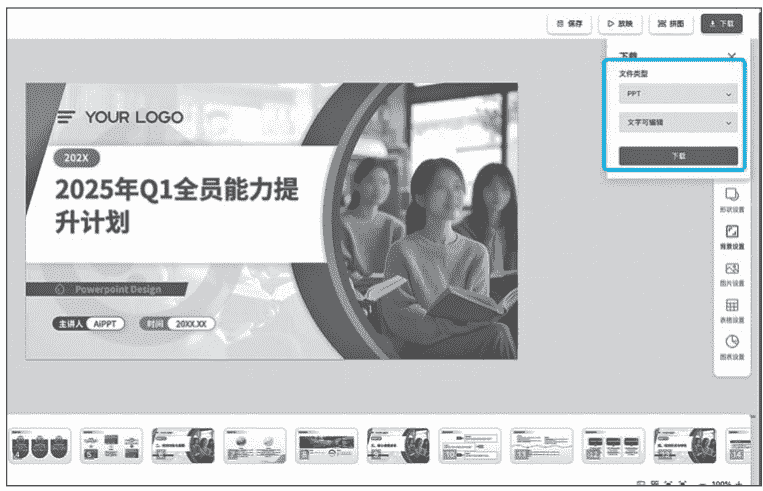 保存
放映
拼图
下载
下载
文件类型
PPT
文字可编辑
下载
YOUR LOGO
202X
2025年Q1全员能力提
升计划
Powerpoint Design
主讲人 AiPPT 时间 20XX.XX
形状设置
背景设置
图片设置
表格设置
图表设置
100%